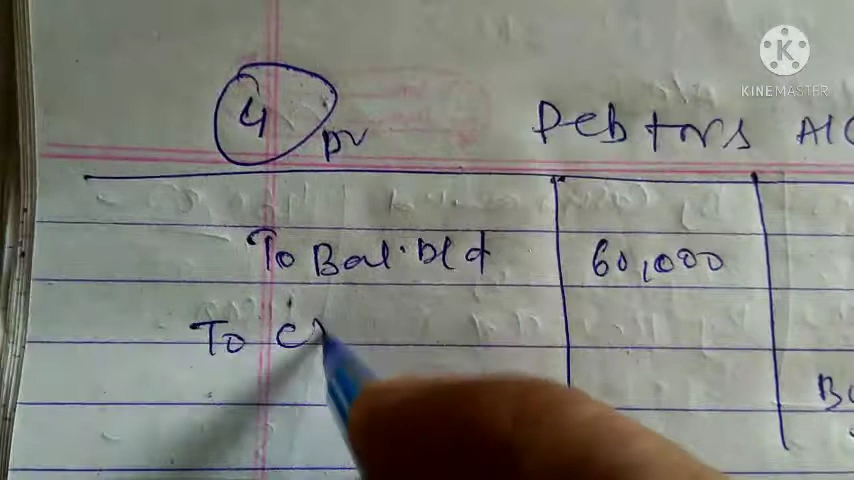 K
KINEMASTER
4
Dr Debtors A/C
To Bal. b/d 60,000
To C